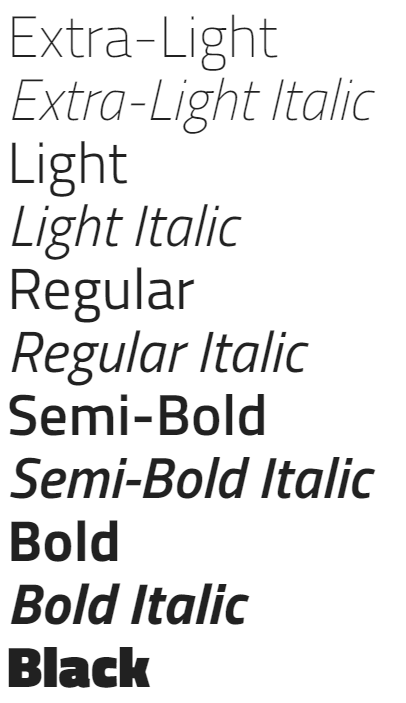 Extra-Light
Extra-Light Italic
Light
Light Italic
Regular
Regular Italic
Semi-Bold
Semi-Bold Italic
Bold
Bold Italic
Black